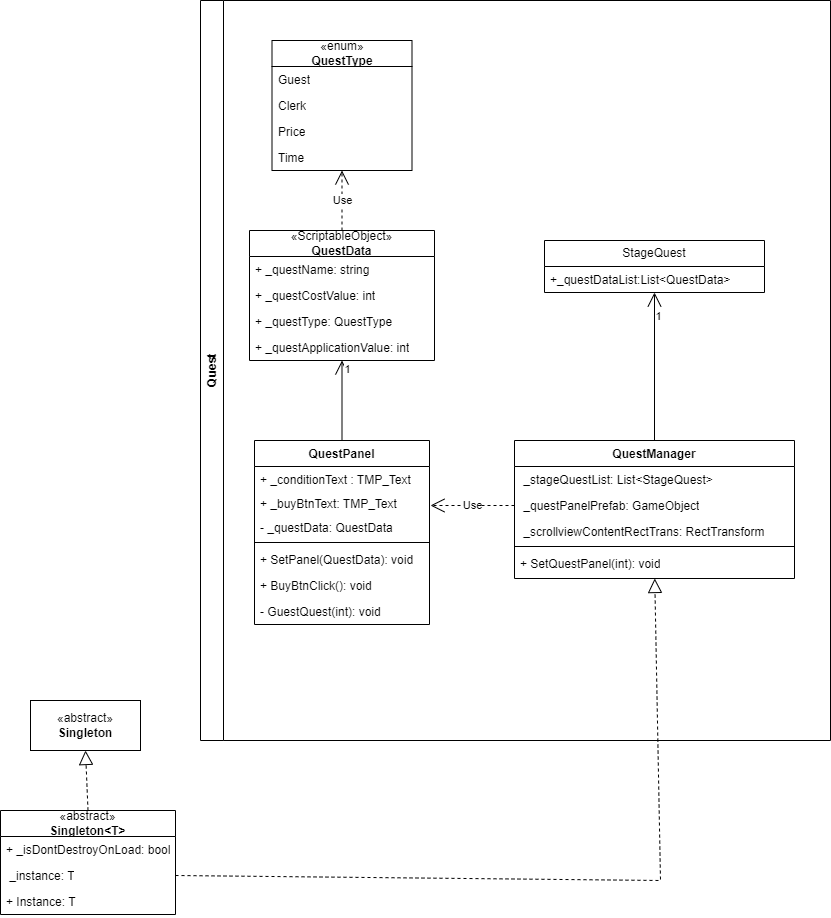 Quest
«enum»
QuestType
Guest
Clerk
Price
Time
Use
«ScriptableObject»
QuestData
+ _questName: string
+ _questCostValue: int
+ _questType: QuestType
+ _questApplicationValue: int
1
StageQuest
+_questDataList:List<QuestData>
1
QuestPanel
+ _conditionText : TMP_Text
+ _buyBtnText: TMP_Text
- _questData: QuestData
+ SetPanel(QuestData): void
+ BuyBtnClick(): void
- GuestQuest(int): void
Use
QuestManager
_stageQuestList: List<StageQuest>
_questPanelPrefab: GameObject
_scrollviewContentRectTrans: RectTransform
+ SetQuestPanel(int): void
«abstract»
Singleton
«abstract»
Singleton<T>
+ _isDontDestroyOnLoad: bool
_instance: T
+ Instance: T